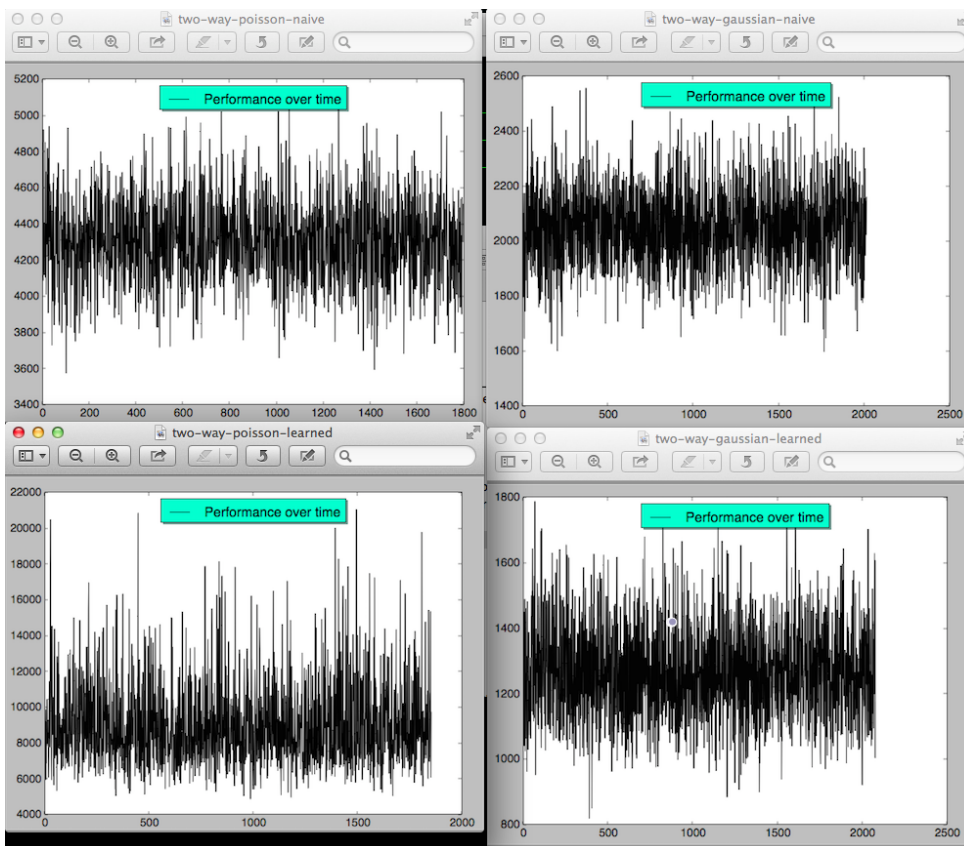 two-way-poisson-naive
Performance over time
5200
5000
4800
4600
4400
4200
4000
3800
3600
3400
0 200 400 600 800 1000 1200 1400 1600 1800
two-way-gaussian-naive
Performance over time
2600
2400
2200
2000
1800
1600
1400
0 500 1000 1500 2000 2500
two-way-poisson-learned
Performance over time
22000
20000
18000
16000
14000
12000
10000
8000
6000
4000
0 500 1000 1500 2000
two-way-gaussian-learned
Performance over time
1800
1600
1400
1200
1000
800
0 500 1000 1500 2000 2500